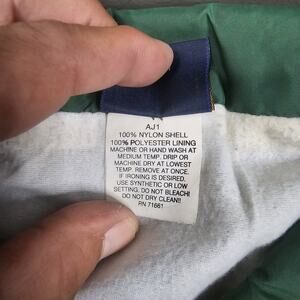 AJ1
100% NYLON SHELL
100% POLYESTER LINING
MACHINE OR HAND WASH AT
MEDIUM TEMP. DRIP OR
MACHINE DRY AT LOWEST
TEMP. REMOVE AT ONCE.
IF IRONING IS DESIRED,
USE SYNTHETIC OR LOW
SETTING. DO NOT BLEACH!
DO NOT DRY CLEAN!
RN 71661